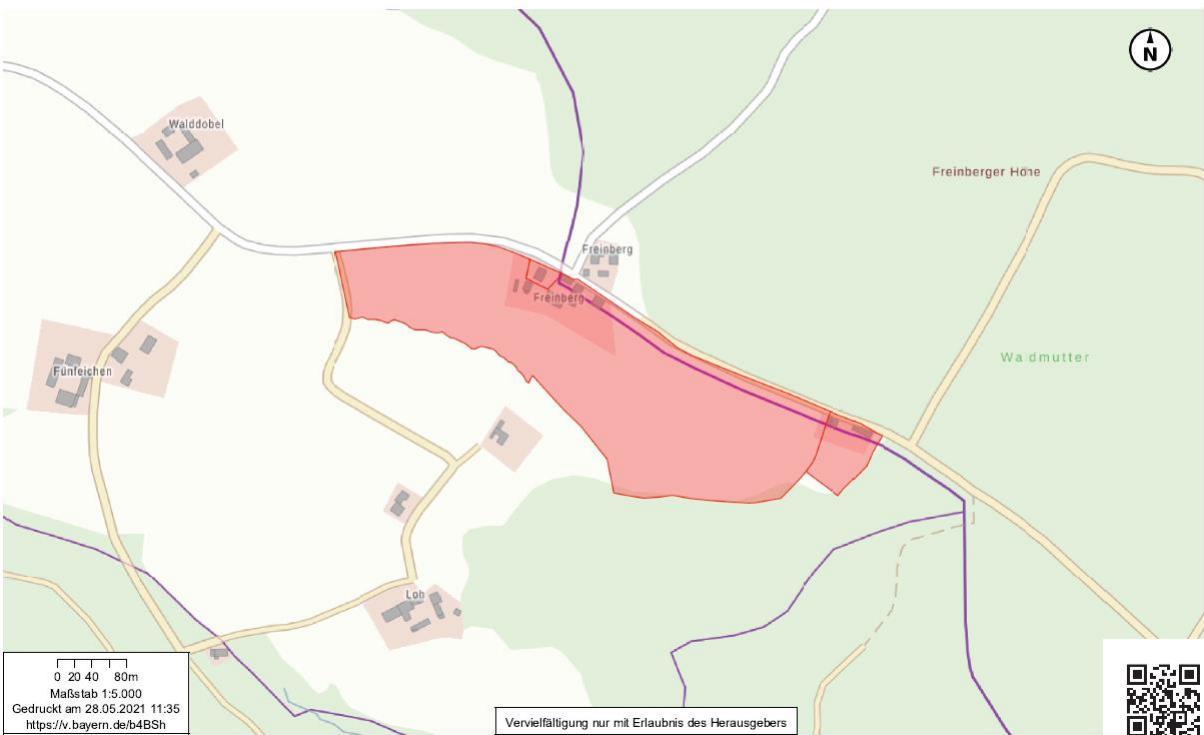 N
Walddobel
Freinberger Höhe
Freinberg
Freinberg
Waldmutter
Fünfeichen
Lob
0 20 40 80m
Maßstab 1:5.000
Gedruckt am 28.05.2021 11:35
https://v.bayern.de/b4BSh
Vervielfältigung nur mit Erlaubnis des Herausgebers